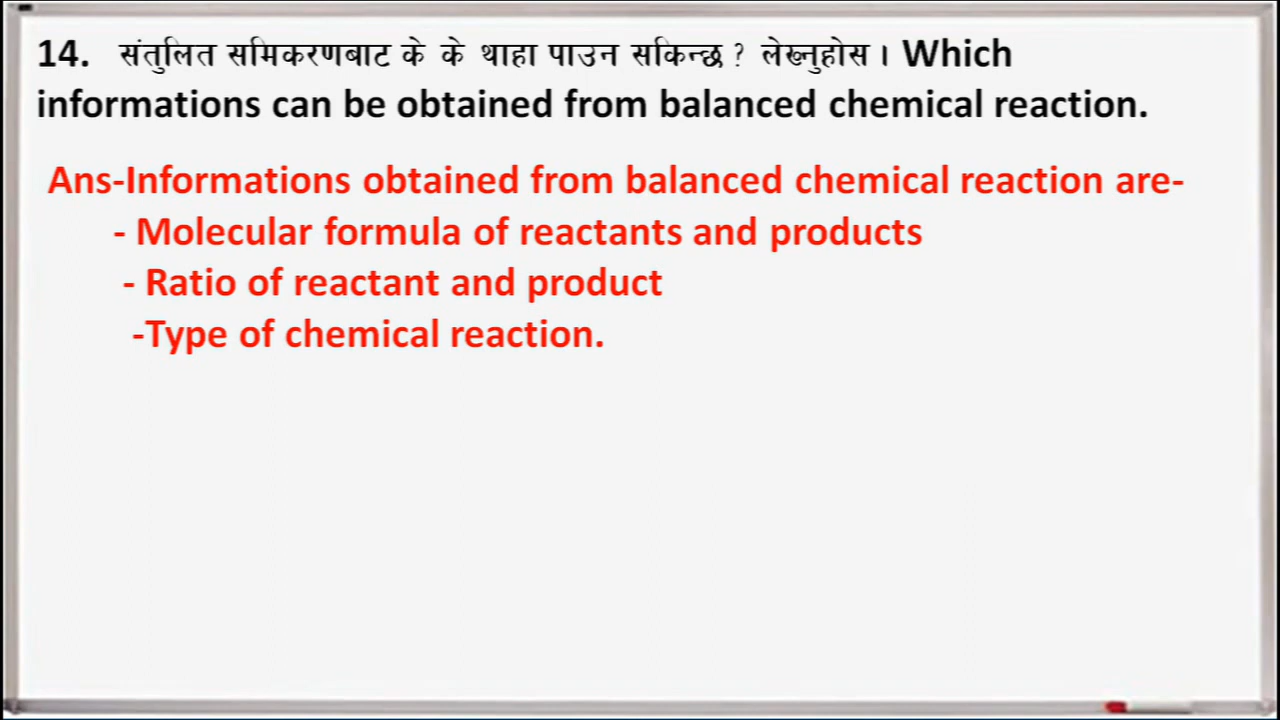 14. संतुलित समिकरणबाट के के थाहा पाउन सकिन्छ ? लेख्नुहोस । Which
informations can be obtained from balanced chemical reaction.
Ans-Informations obtained from balanced chemical reaction are-
- Molecular formula of reactants and products
- Ratio of reactant and product
-Type of chemical reaction.